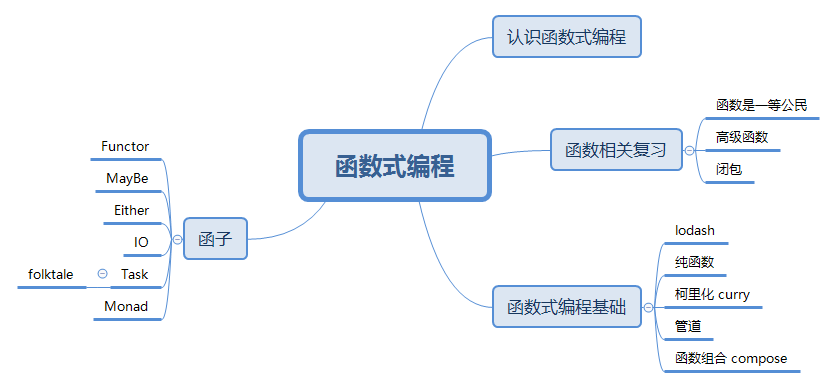 函数式编程
认识函数式编程
函数相关复习
函数是一等公民
高级函数
闭包
函数式编程基础
lodash
纯函数
柯里化 curry
管道
函数组合 compose
函子
Functor
MayBe
Either
IO
Task
folktale
Monad